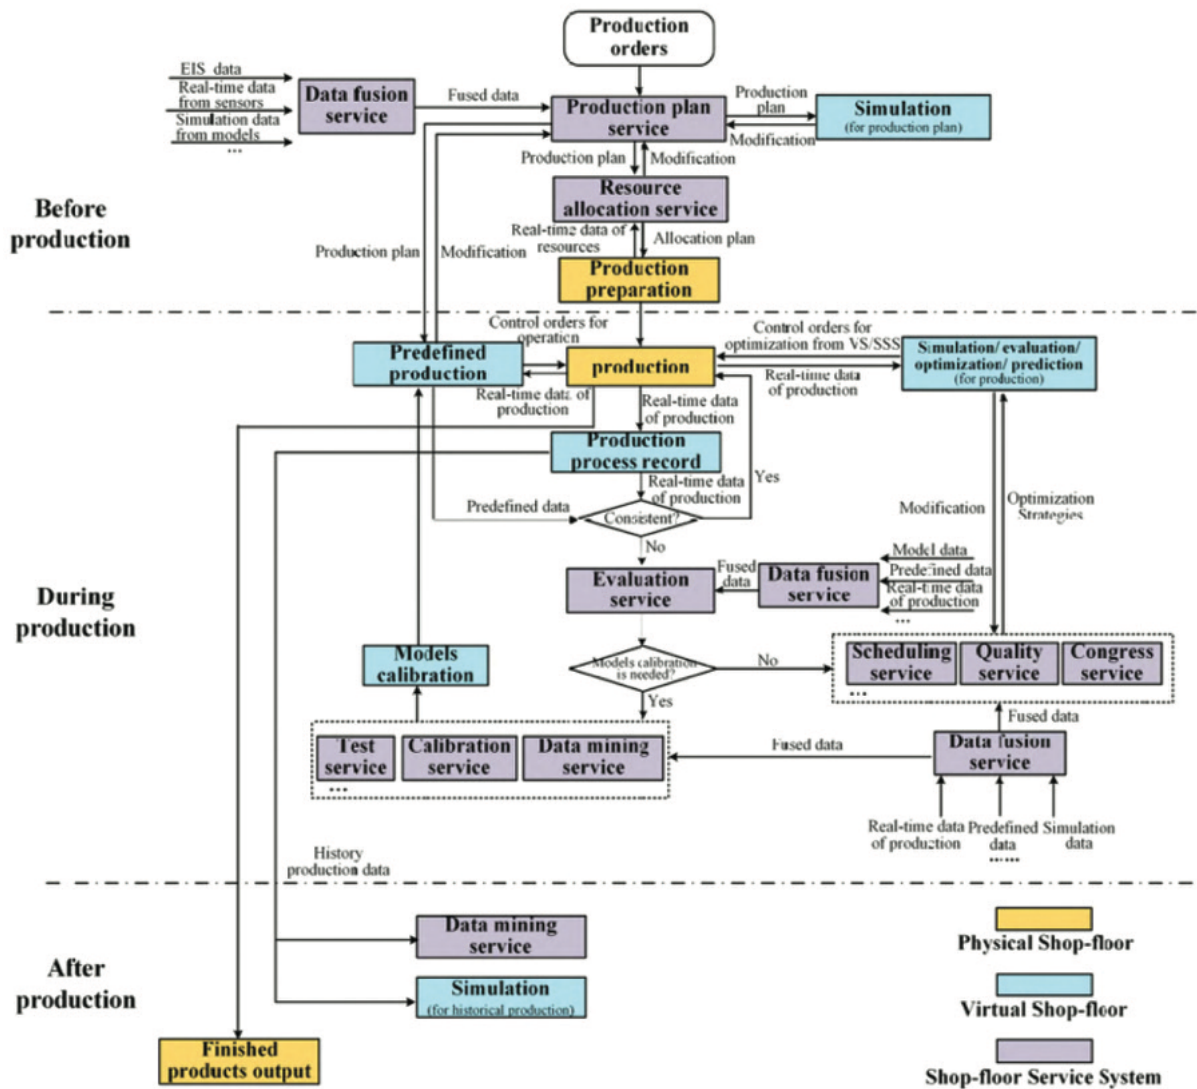 Production
orders
EIS data
Real-time data
from sensors
Simulation data
from models
...
Data fusion
service
Fused data
Production plan
service
Production
plan
Modification
Simulation
(for production plan)
Production plan
Modification
Resource
allocation service
Before
production
Real-time data of
resources
Allocation plan
Production plan
Modification
Production
preparation
Control orders for
operation
Control orders for
optimization from VS/SSS
Predefined
production
production
Simulation/ evaluation/
optimization/ prediction
(for production)
Real-time data of
production
Real-time data
of production
Real-time data
of production
Production
process record
Real-time data
of production
Yes
Predefined data
Consistent?
No
Modification
Optimization
Strategies
During
production
Evaluation
service
Fused
data
Data fusion
service
Model data
Predefined data
Real-time data
of production
...
Models
calibration
Models calibration
is needed?
No
Yes
Scheduling
service
Quality
service
Congress
service
...
Fused data
Test
service
Calibration
service
Data mining
service
...
Fused data
Data fusion
service
Real-time data
of production
Predefined
data
Simulation
data
......
History
production data
After
production
Data mining
service
Simulation
(for historical production)
Finished
products output
Physical Shop-floor
Virtual Shop-floor
Shop-floor Service System